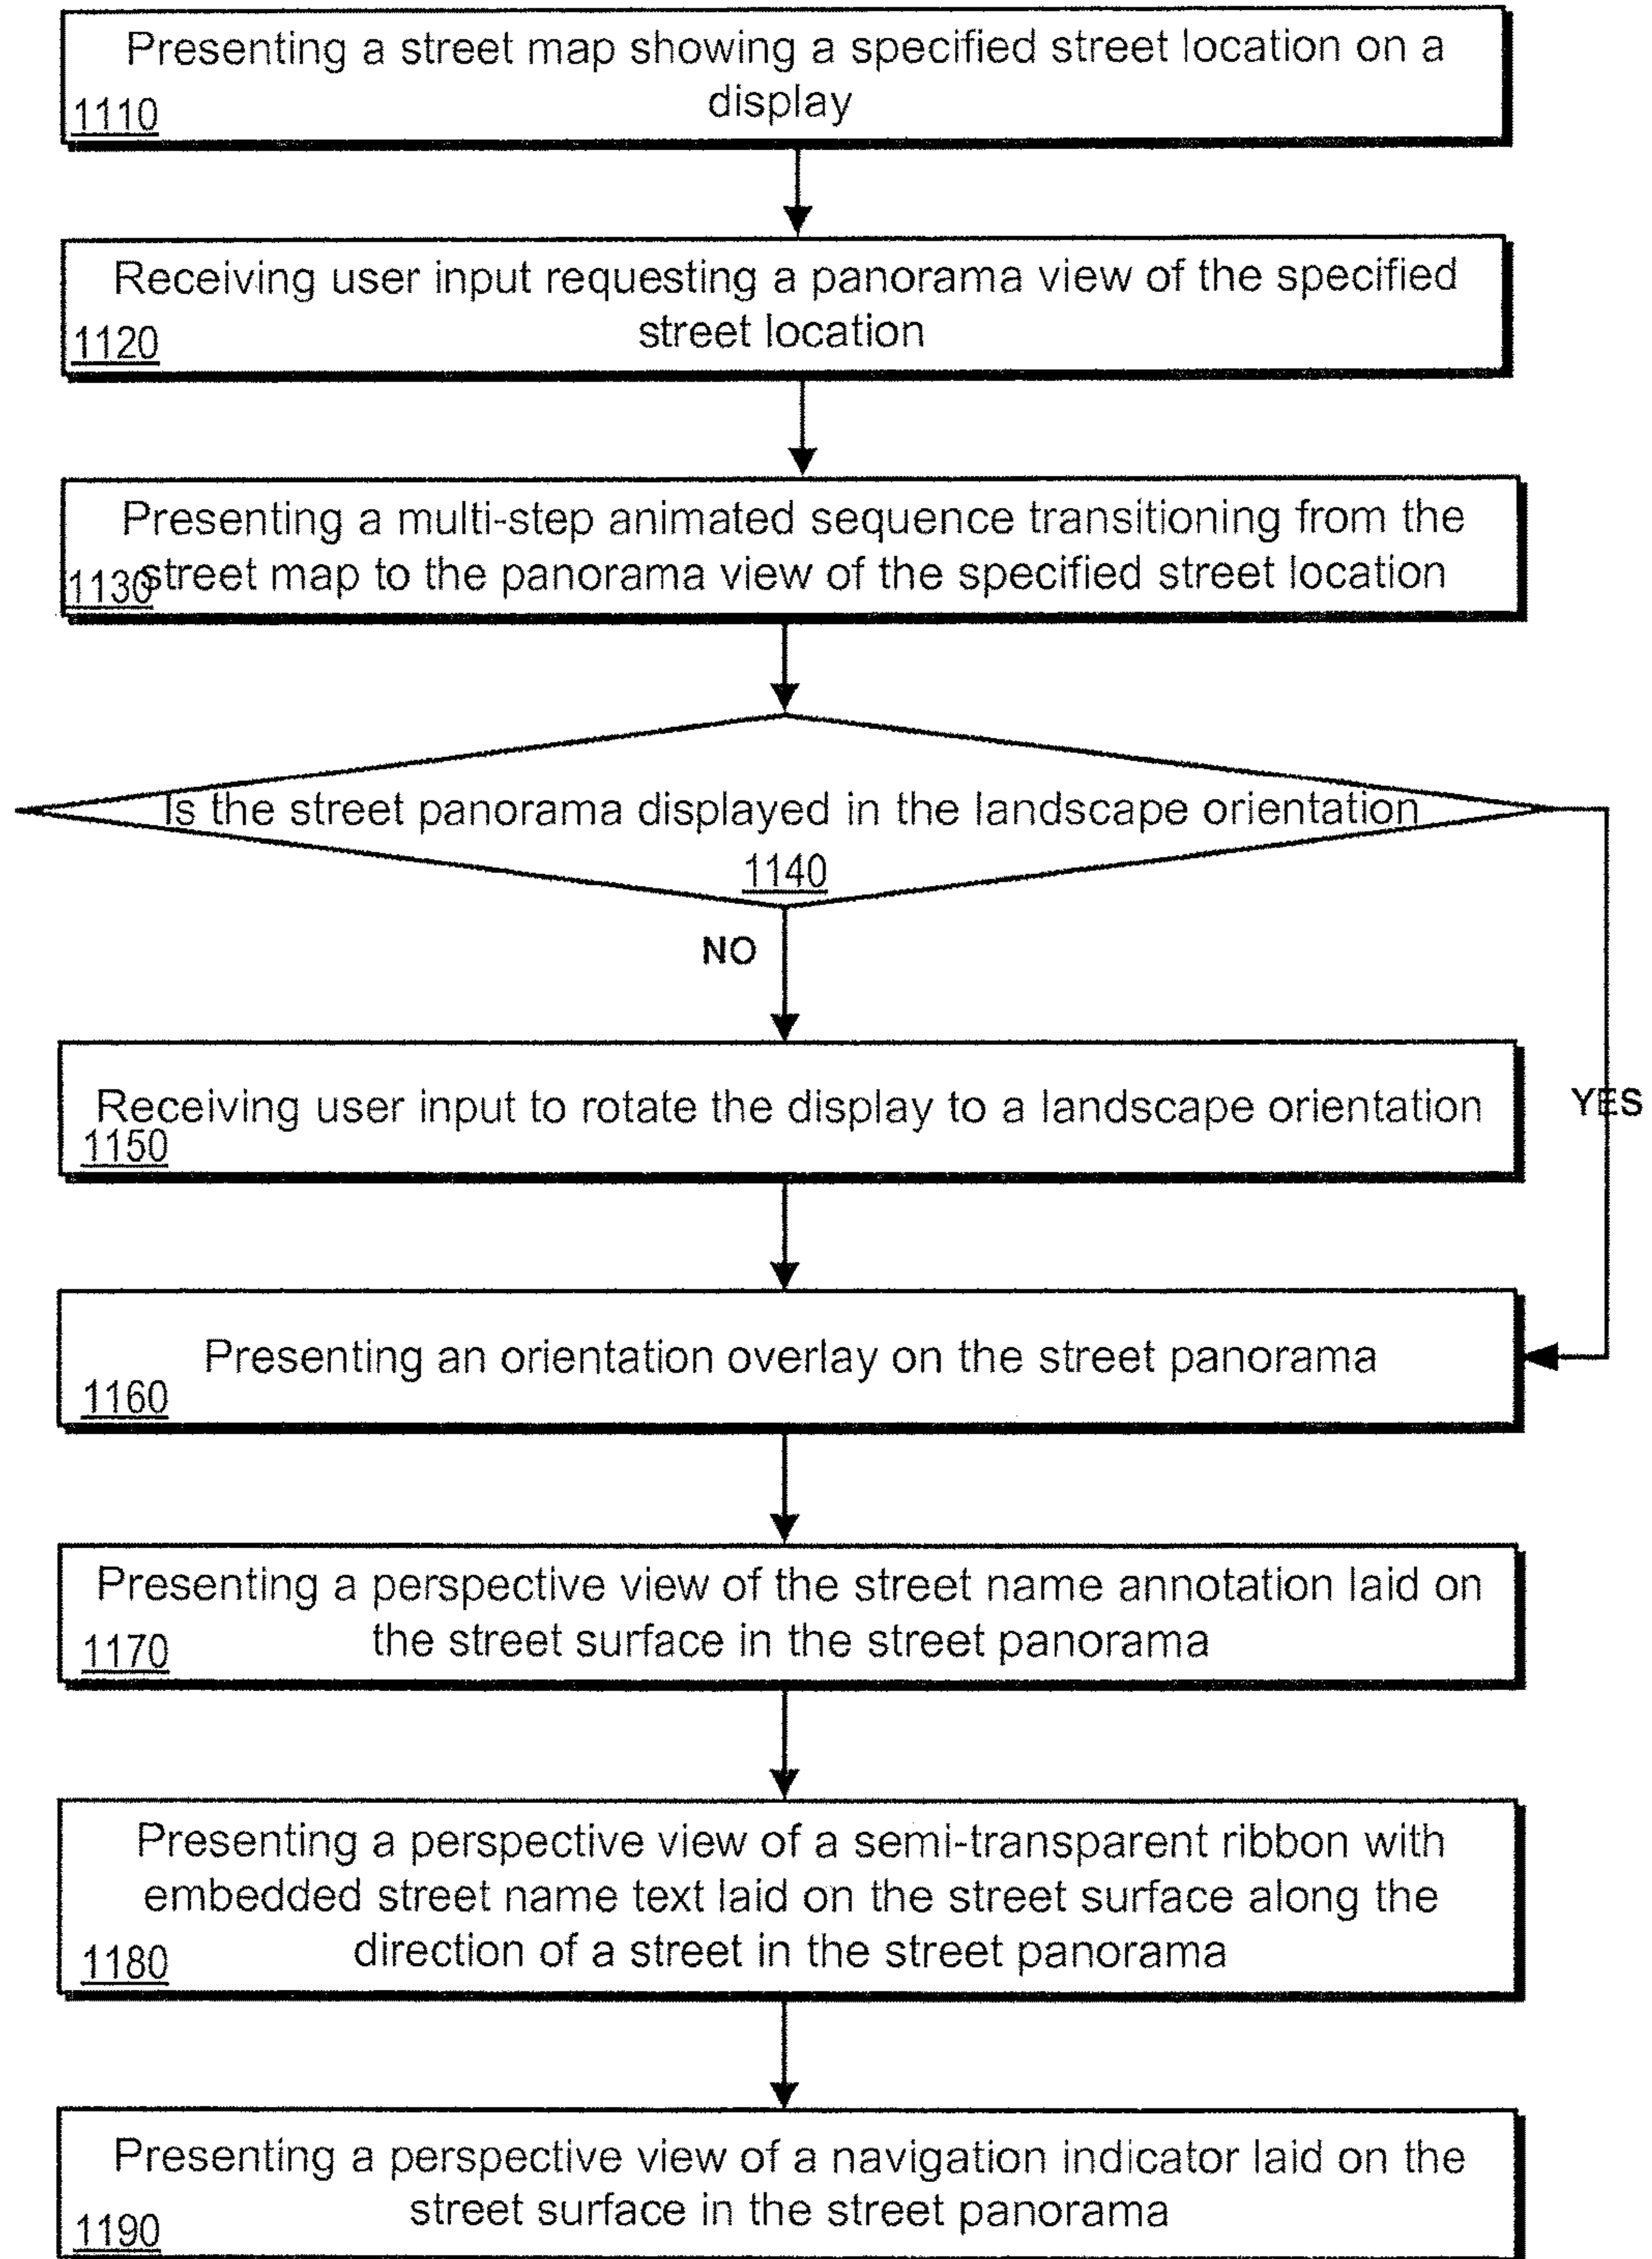 Presenting a street map showing a specified street location on a
display
1110
Receiving user input requesting a panorama view of the specified
street location
1120
Presenting a multi-step animated sequence transitioning from the
street map to the panorama view of the specified street location
1130
Is the street panorama displayed in the landscape orientation
1140
NO
YES
Receiving user input to rotate the display to a landscape orientation
1150
Presenting an orientation overlay on the street panorama
1160
Presenting a perspective view of the street name annotation laid on
the street surface in the street panorama
1170
Presenting a perspective view of a semi-transparent ribbon with
embedded street name text laid on the street surface along the
direction of a street in the street panorama
1180
Presenting a perspective view of a navigation indicator laid on the
street surface in the street panorama
1190